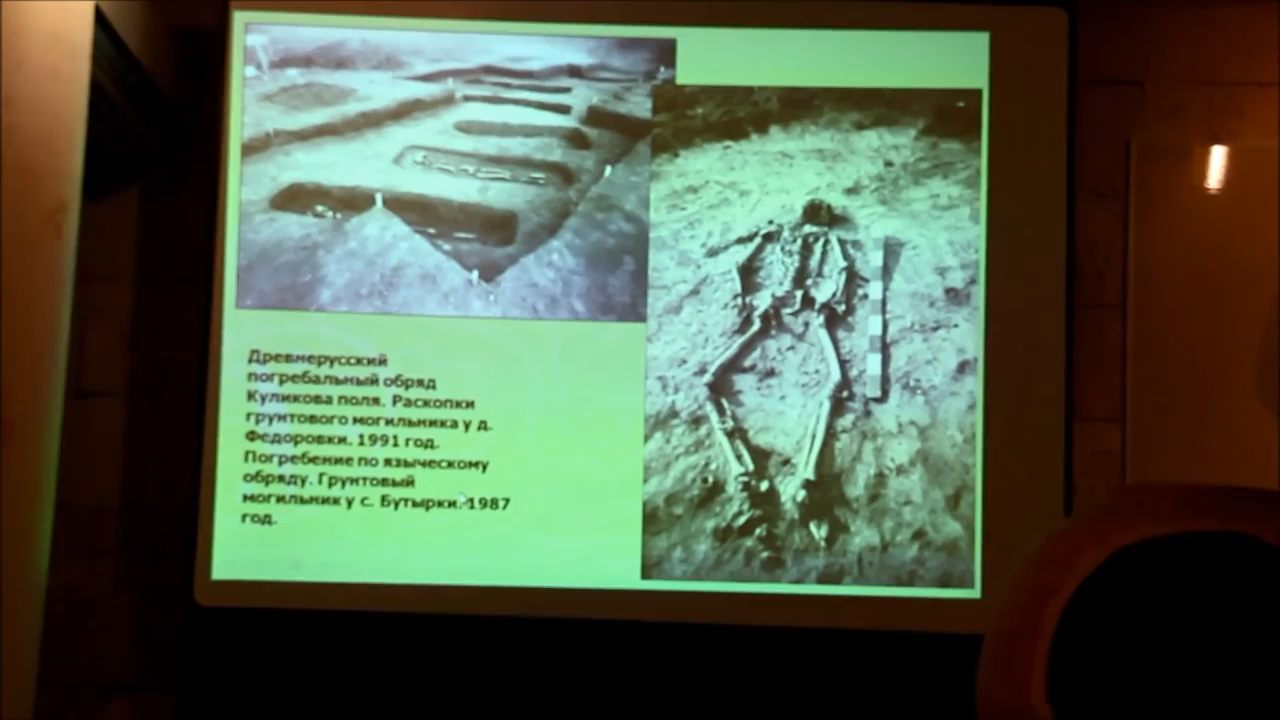 Древнерусский
погребальный обряд
Куликова поля. Раскопки
грунтового могильника у д.
Федоровки. 1991 год.
Погребение по языческому
обряду. Грунтовый
могильник у с. Бутырки. 1987
год.